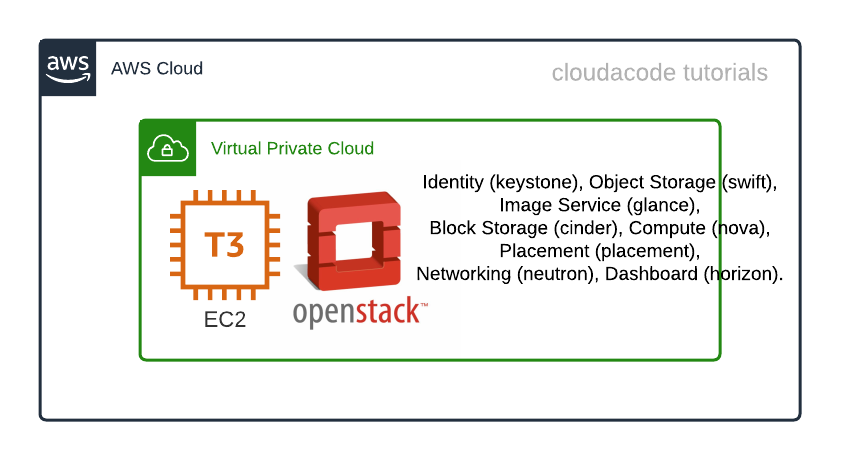 aws
AWS Cloud
cloudacode tutorials
Virtual Private Cloud
Identity (keystone), Object Storage (swift),
Image Service (glance),
Block Storage (cinder), Compute (nova),
Placement (placement),
Networking (neutron), Dashboard (horizon).
T3
EC2
openstack™